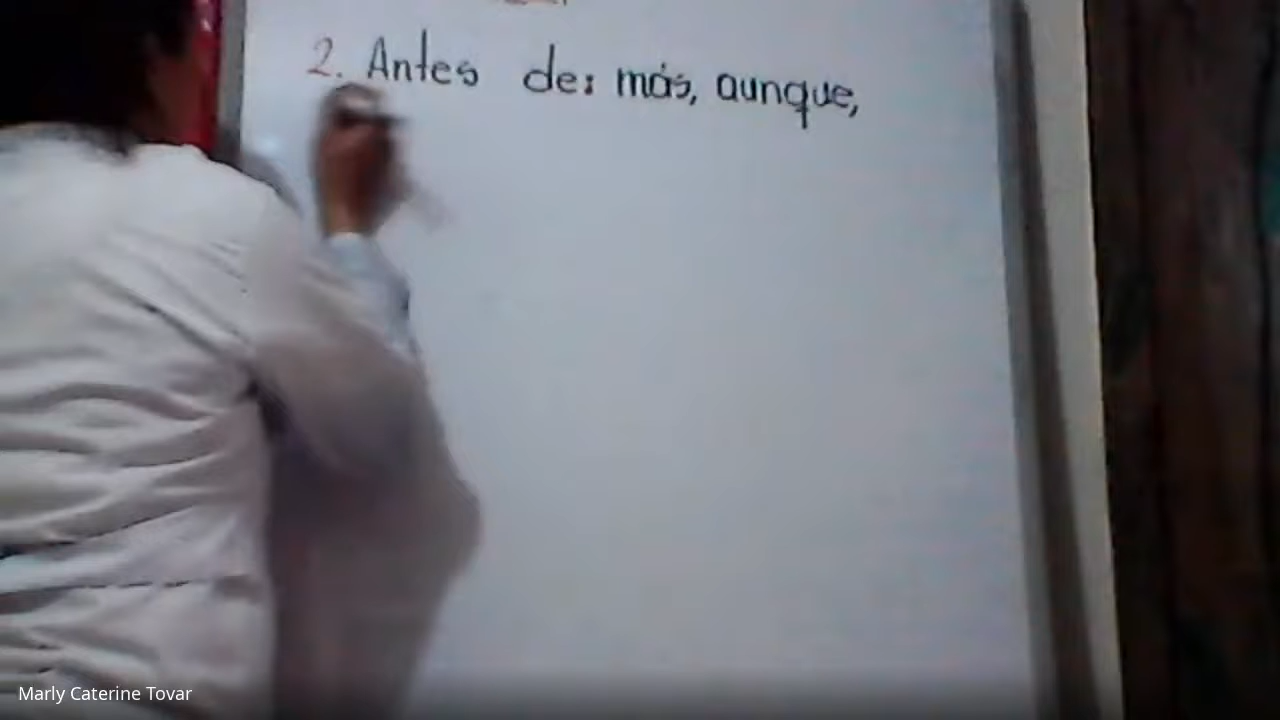 2. Antes de: más, aunque,
Marly Caterine Tovar